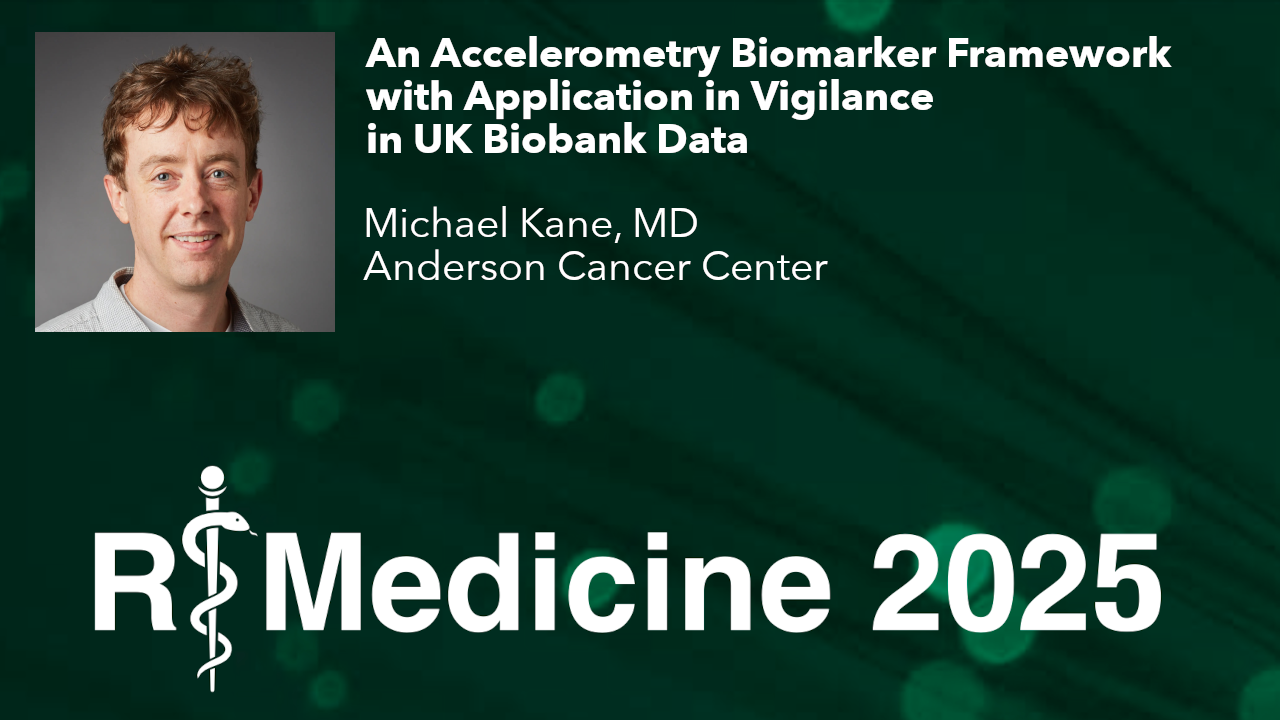 An Accelerometry Biomarker Framework
with Application in Vigilance
in UK Biobank Data
Michael Kane, MD
Anderson Cancer Center
R Medicine 2025